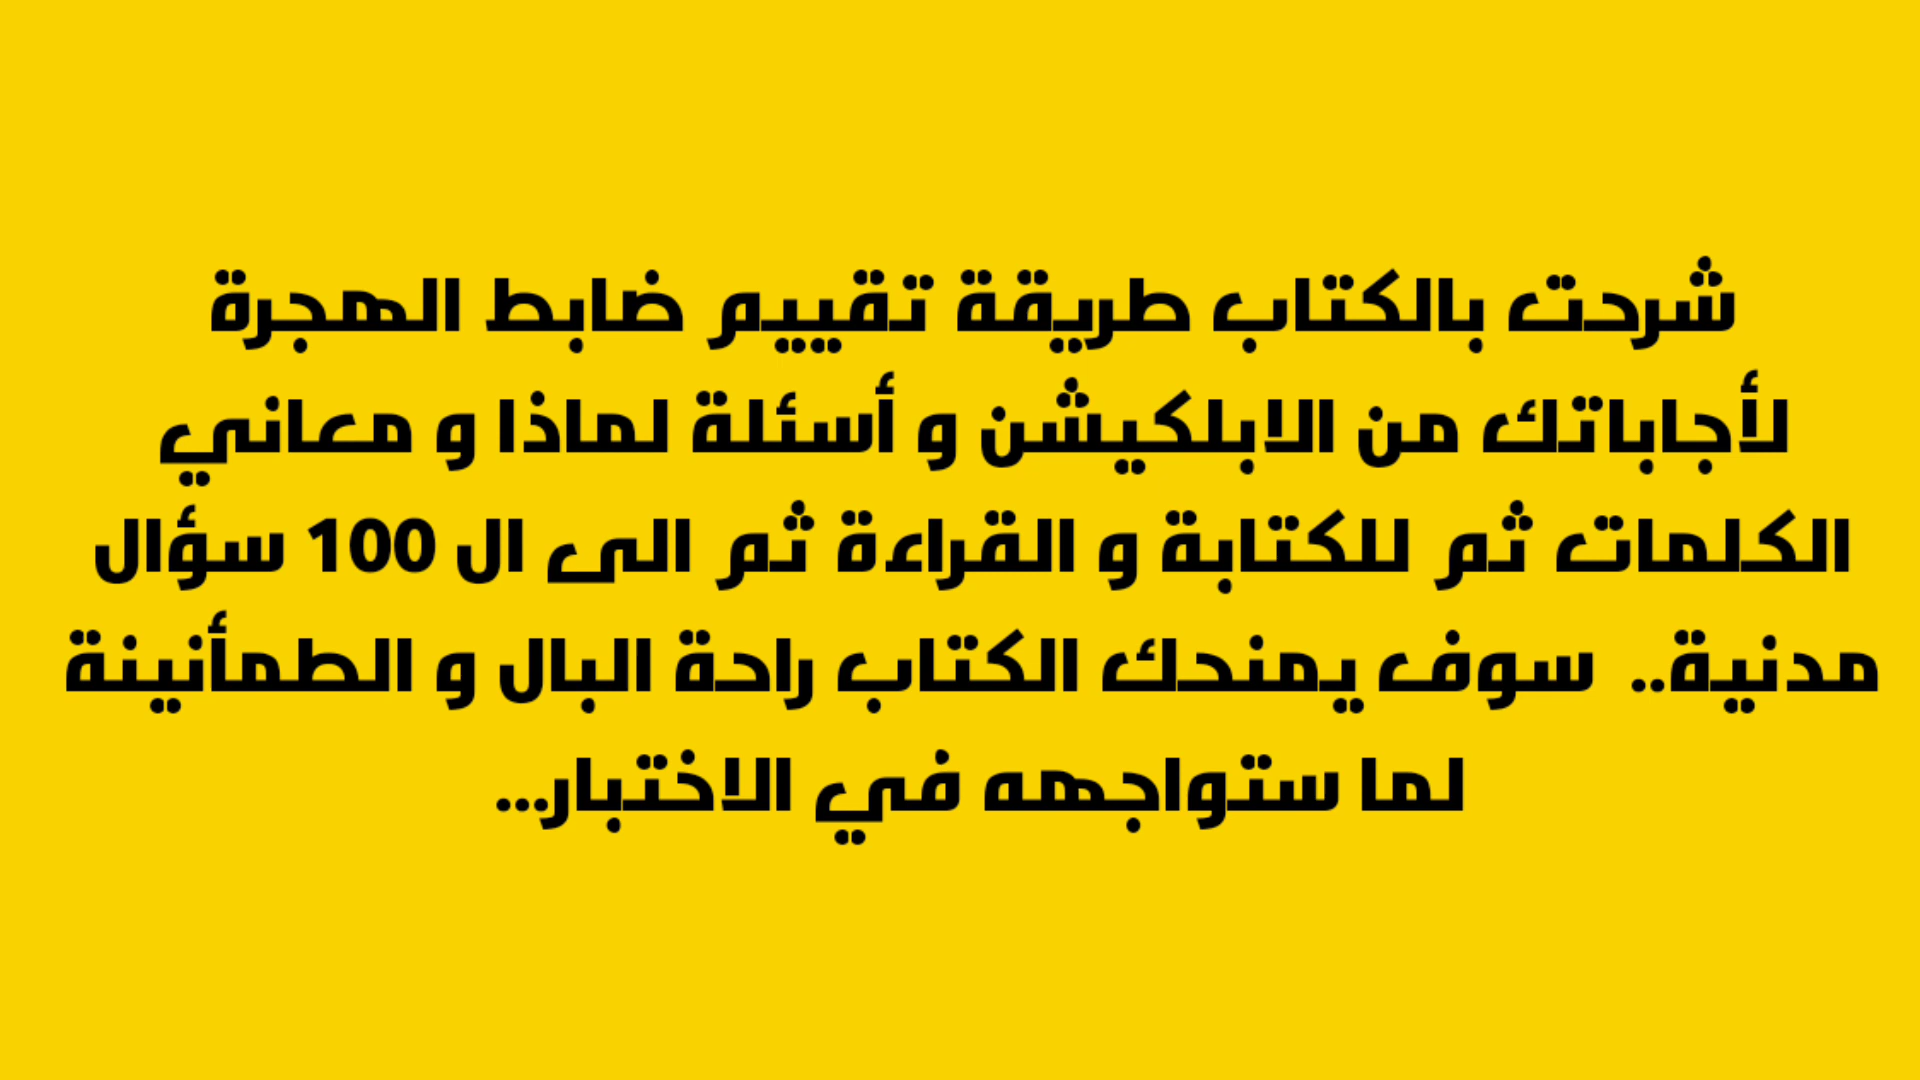 شرحت بالكتاب طريقة تقييم ضابط الهجرة
لأجاباتك من الابلكيشن و أسئلة لماذا و معاني
الكلمات ثم للكتابة و القراءة ثم الى ال 100 سؤال
مدنية.. سوف يمنحك الكتاب راحة البال و الطمأنينة
لما ستواجهه في الاختبار...